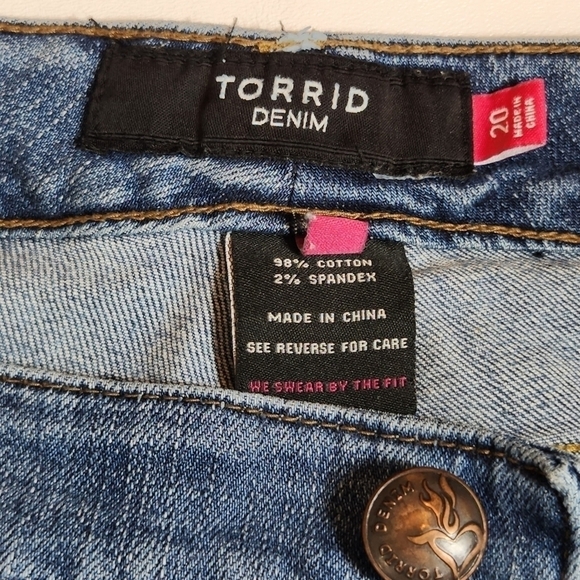 TORRID
DENIM
20
MADE IN
CHINA
98% COTTON
2% SPANDEX
MADE IN CHINA
SEE REVERSE FOR CARE
WE SWEAR BY THE FIT
TORRID DENIM